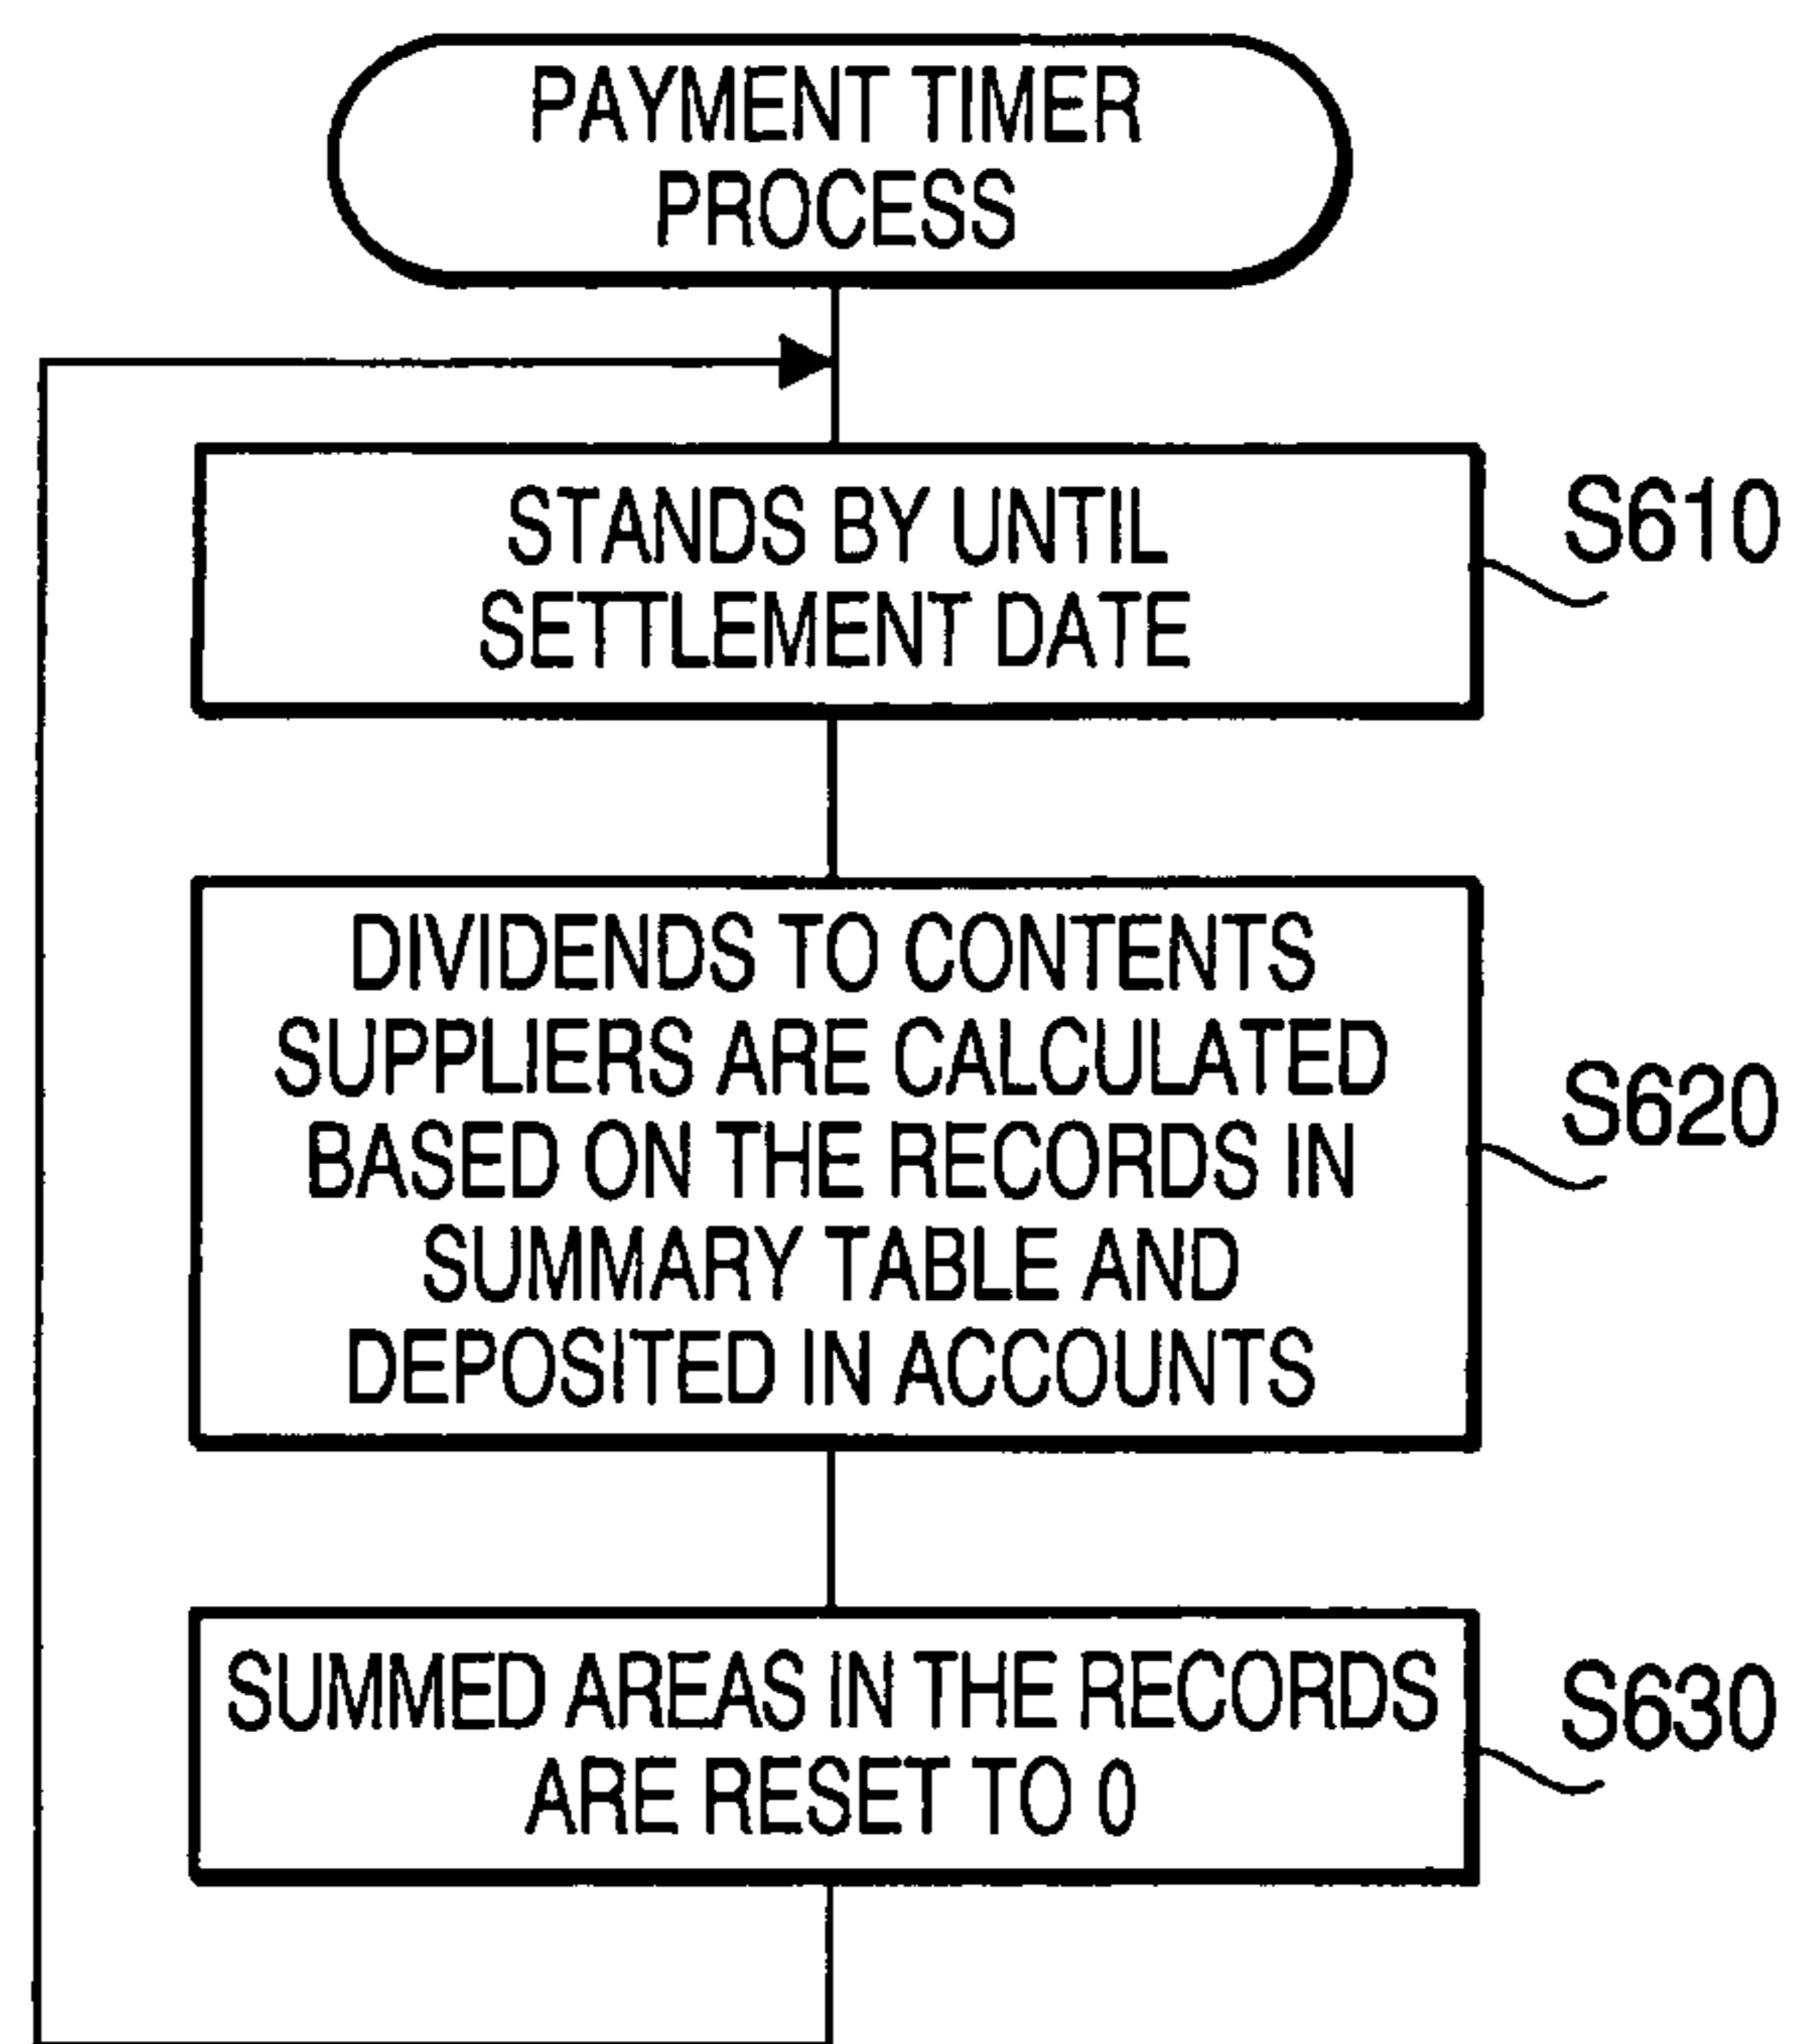 PAYMENT TIMER
PROCESS
STANDS BY UNTIL
SETTLEMENT DATE
S610
DIVIDENDS TO CONTENTS
SUPPLIERS ARE CALCULATED
BASED ON THE RECORDS IN
SUMMARY TABLE AND
DEPOSITED IN ACCOUNTS
S620
SUMMED AREAS IN THE RECORDS
ARE RESET TO 0
S630